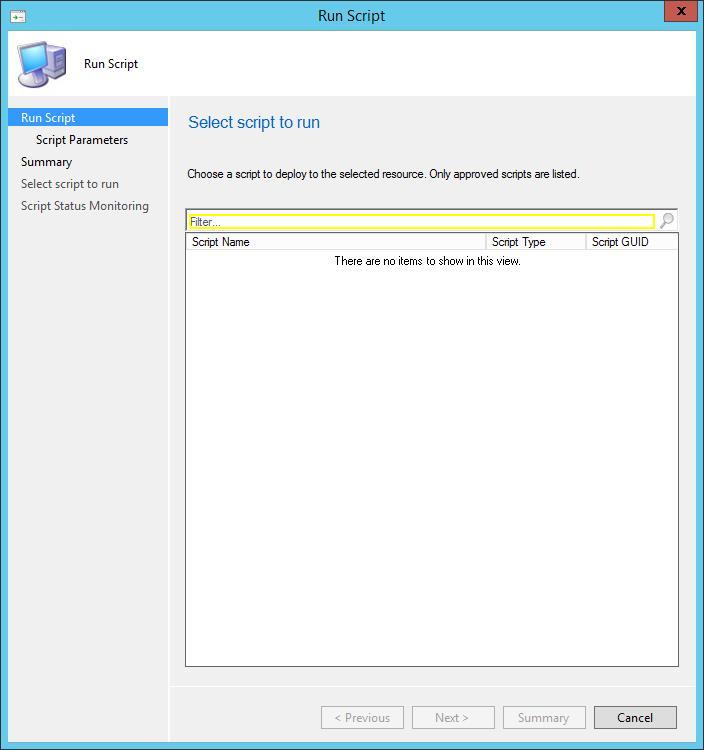 Run Script
x
Run Script
Run Script
Script Parameters
Summary
Select script to run
Script Status Monitoring
Select script to run
Choose a script to deploy to the selected resource. Only approved scripts are listed.
Filter...
Script Name Script Type Script GUID
There are no items to show in this view.
< Previous Next > Summary Cancel